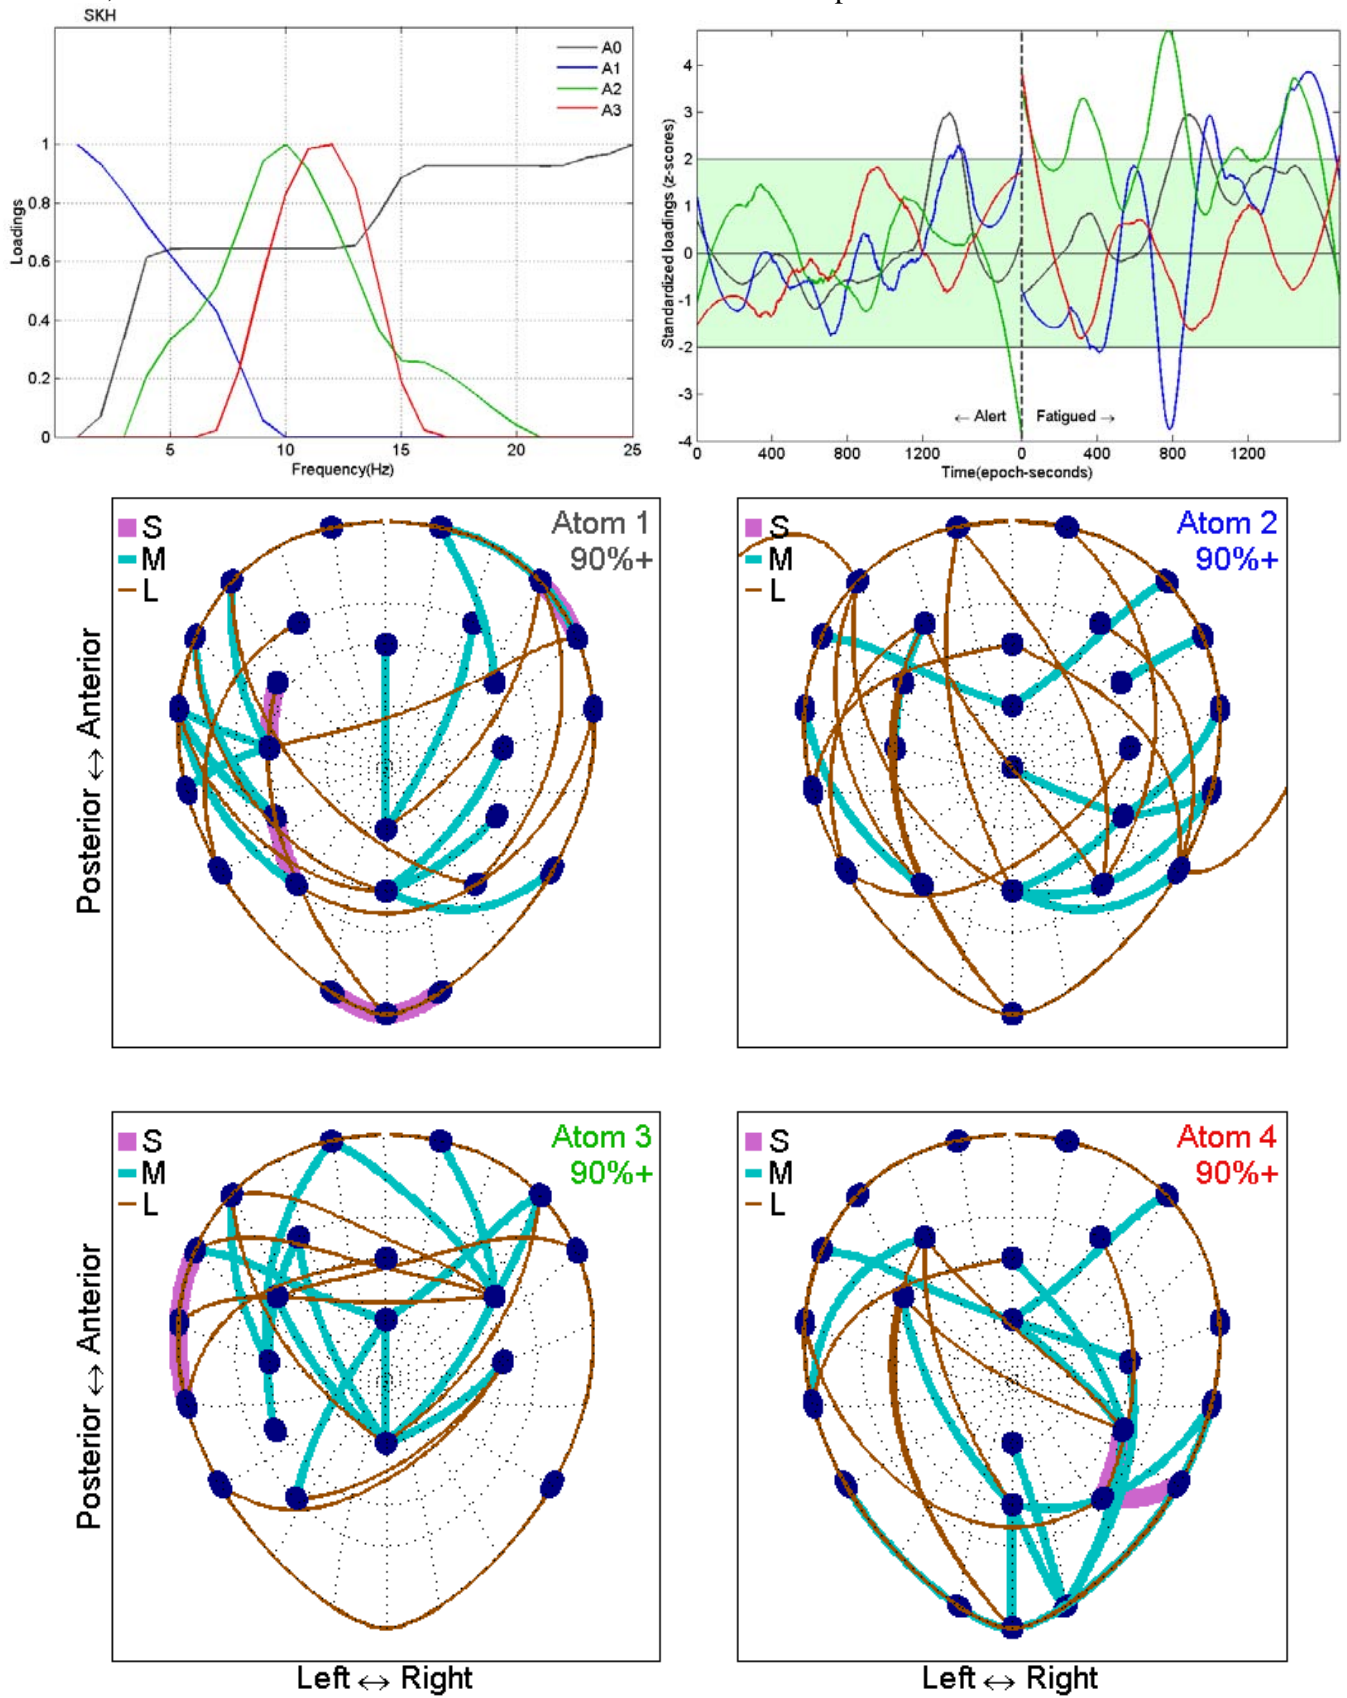 SKH
A0
A1
A2
A3
1
0.8
0.6
0.4
0.2
0
5
10
15
20
25
Loadings
Frequency(Hz)
4
3
2
1
0
-1
-2
-3
-4
0
400
800
1200
0
400
800
1200
Standardized loadings (z-scores)
← Alert
Fatigued →
Time(epoch-seconds)
S
M
L
Atom 1
90%+
Posterior ↔ Anterior
S
M
L
Atom 2
90%+
S
M
L
Atom 3
90%+
Posterior ↔ Anterior
Left ↔ Right
S
M
L
Atom 4
90%+
Left ↔ Right